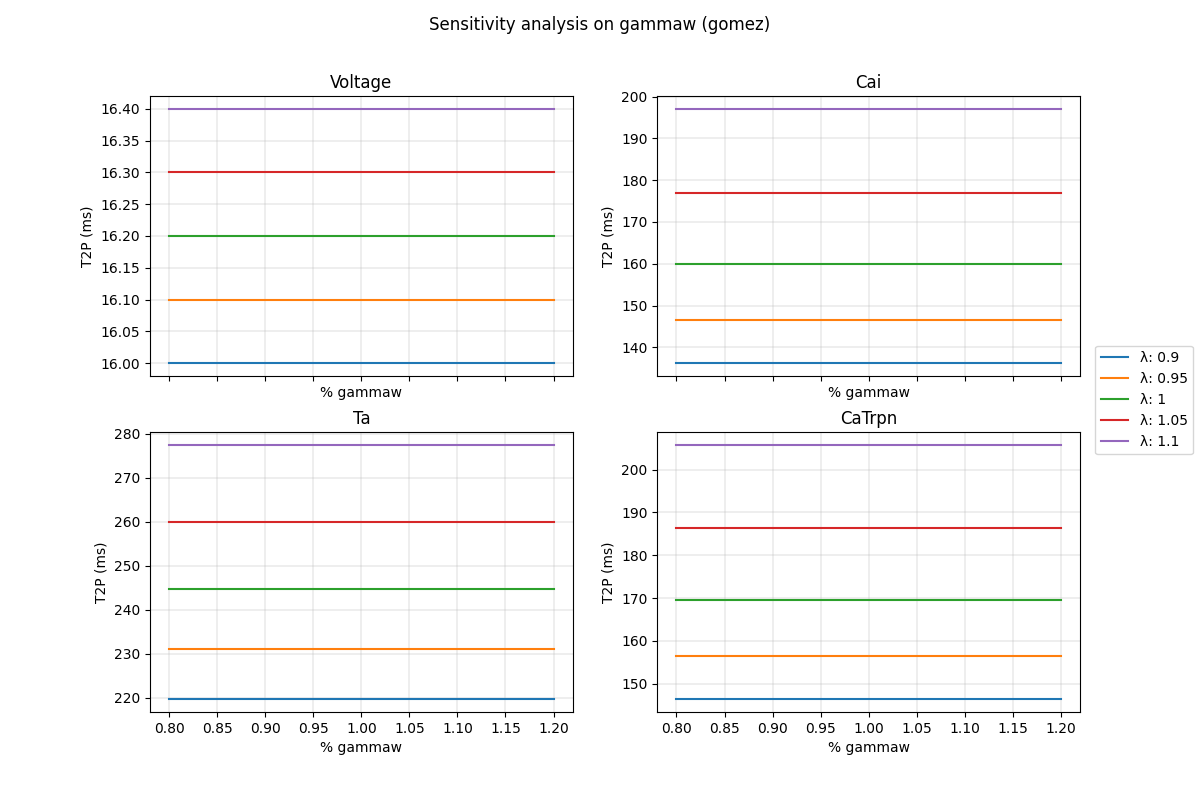 Sensitivity analysis on gammaw (gomez)
Voltage
T2P (ms)
16.40
16.35
16.30
16.25
16.20
16.15
16.10
16.05
16.00
% gammaw
Cai
T2P (ms)
200
190
180
170
160
150
140
% gammaw
Ta
T2P (ms)
280
270
260
250
240
230
220
0.80 0.85 0.90 0.95 1.00 1.05 1.10 1.15 1.20
% gammaw
CaTrpn
T2P (ms)
200
190
180
170
160
150
0.80 0.85 0.90 0.95 1.00 1.05 1.10 1.15 1.20
% gammaw
λ: 0.9
λ: 0.95
λ: 1
λ: 1.05
λ: 1.1